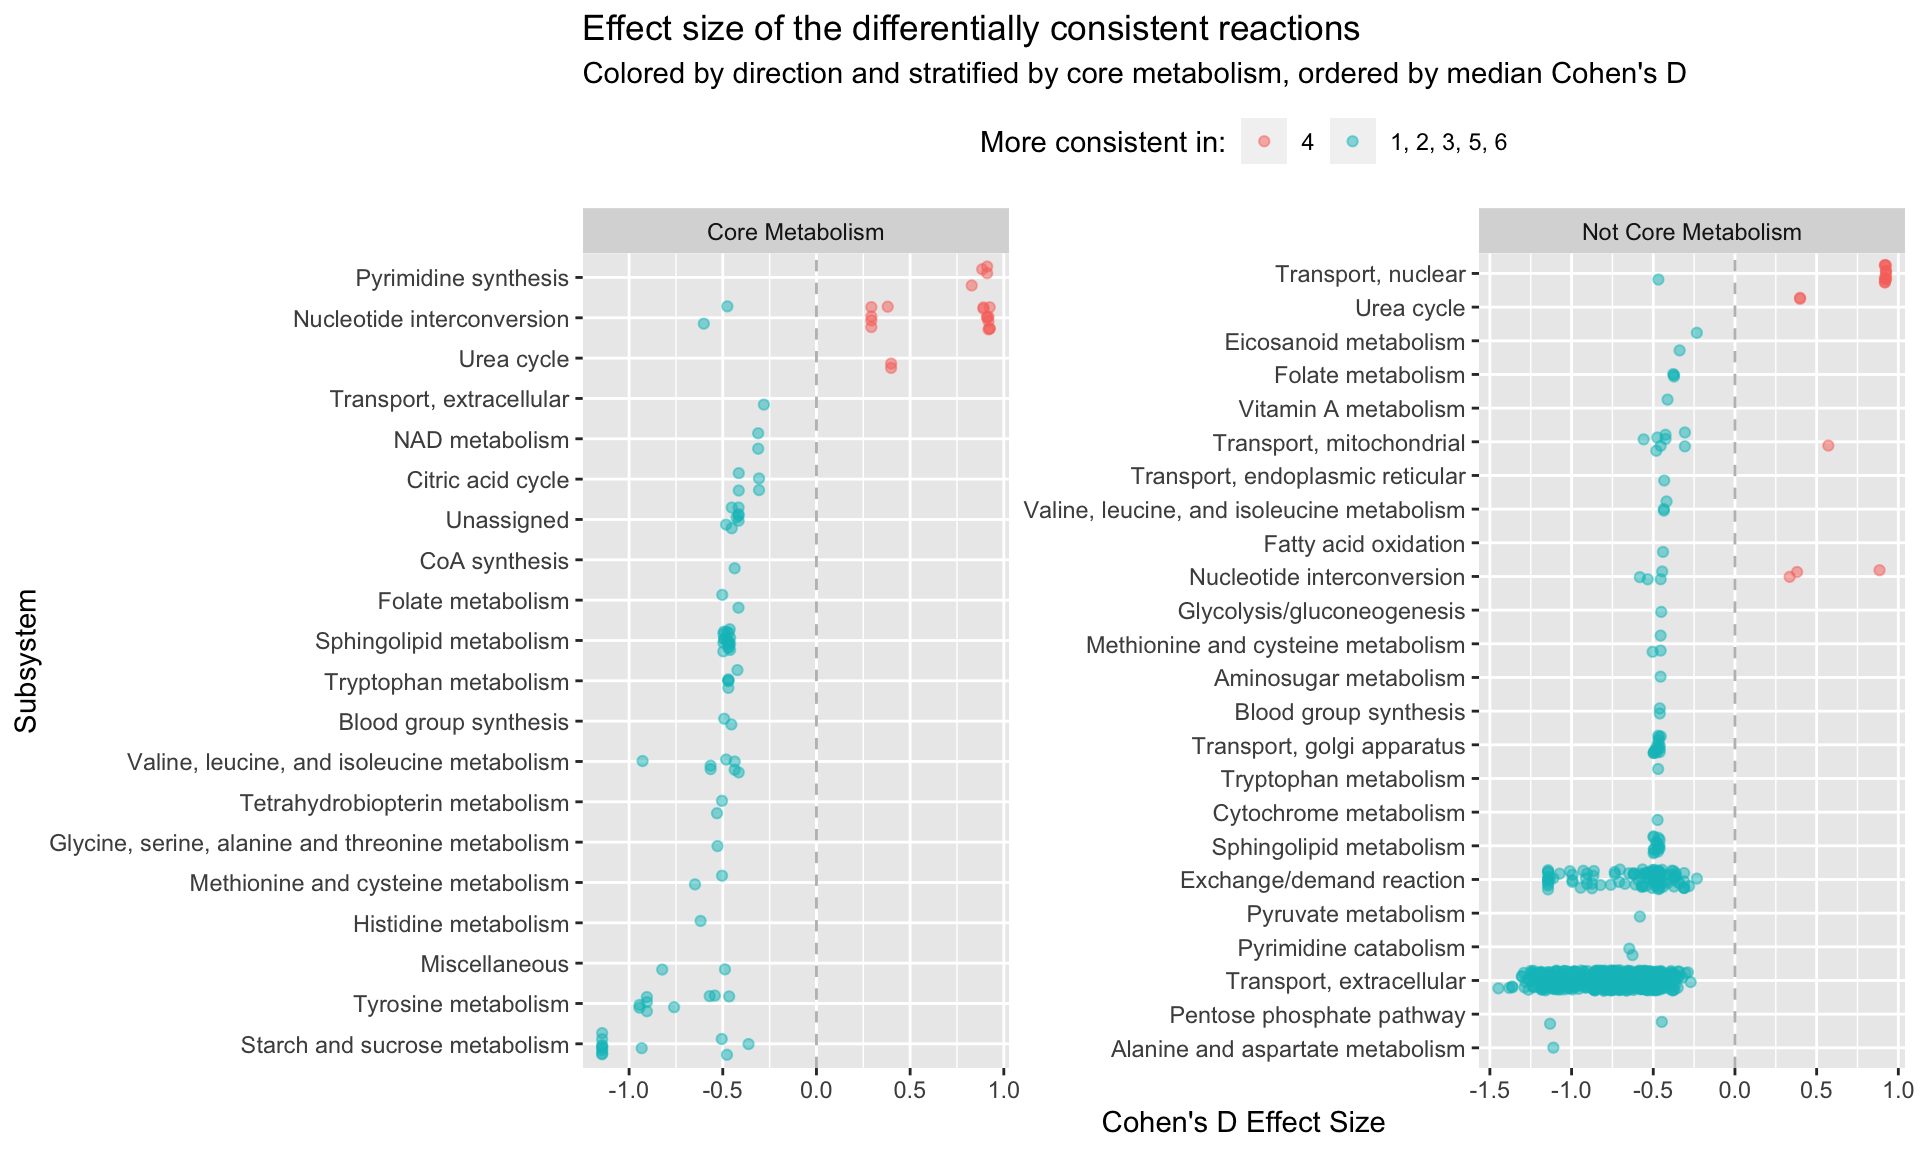 Effect size of the differentially consistent reactions
Colored by direction and stratified by core metabolism, ordered by median Cohen's D
More consistent in: 4 1, 2, 3, 5, 6
Subsystem
Core Metabolism
Pyrimidine synthesis
Nucleotide interconversion
Urea cycle
Transport, extracellular
NAD metabolism
Citric acid cycle
Unassigned
CoA synthesis
Folate metabolism
Sphingolipid metabolism
Tryptophan metabolism
Blood group synthesis
Valine, leucine, and isoleucine metabolism
Tetrahydrobiopterin metabolism
Glycine, serine, alanine and threonine metabolism
Methionine and cysteine metabolism
Histidine metabolism
Miscellaneous
Tyrosine metabolism
Starch and sucrose metabolism
-1.0 -0.5 0.0 0.5 1.0
Not Core Metabolism
Transport, nuclear
Urea cycle
Eicosanoid metabolism
Folate metabolism
Vitamin A metabolism
Transport, mitochondrial
Transport, endoplasmic reticular
Valine, leucine, and isoleucine metabolism
Fatty acid oxidation
Nucleotide interconversion
Glycolysis/gluconeogenesis
Methionine and cysteine metabolism
Aminosugar metabolism
Blood group synthesis
Transport, golgi apparatus
Tryptophan metabolism
Cytochrome metabolism
Sphingolipid metabolism
Exchange/demand reaction
Pyruvate metabolism
Pyrimidine catabolism
Transport, extracellular
Pentose phosphate pathway
Alanine and aspartate metabolism
-1.5 -1.0 -0.5 0.0 0.5 1.0
Cohen's D Effect Size